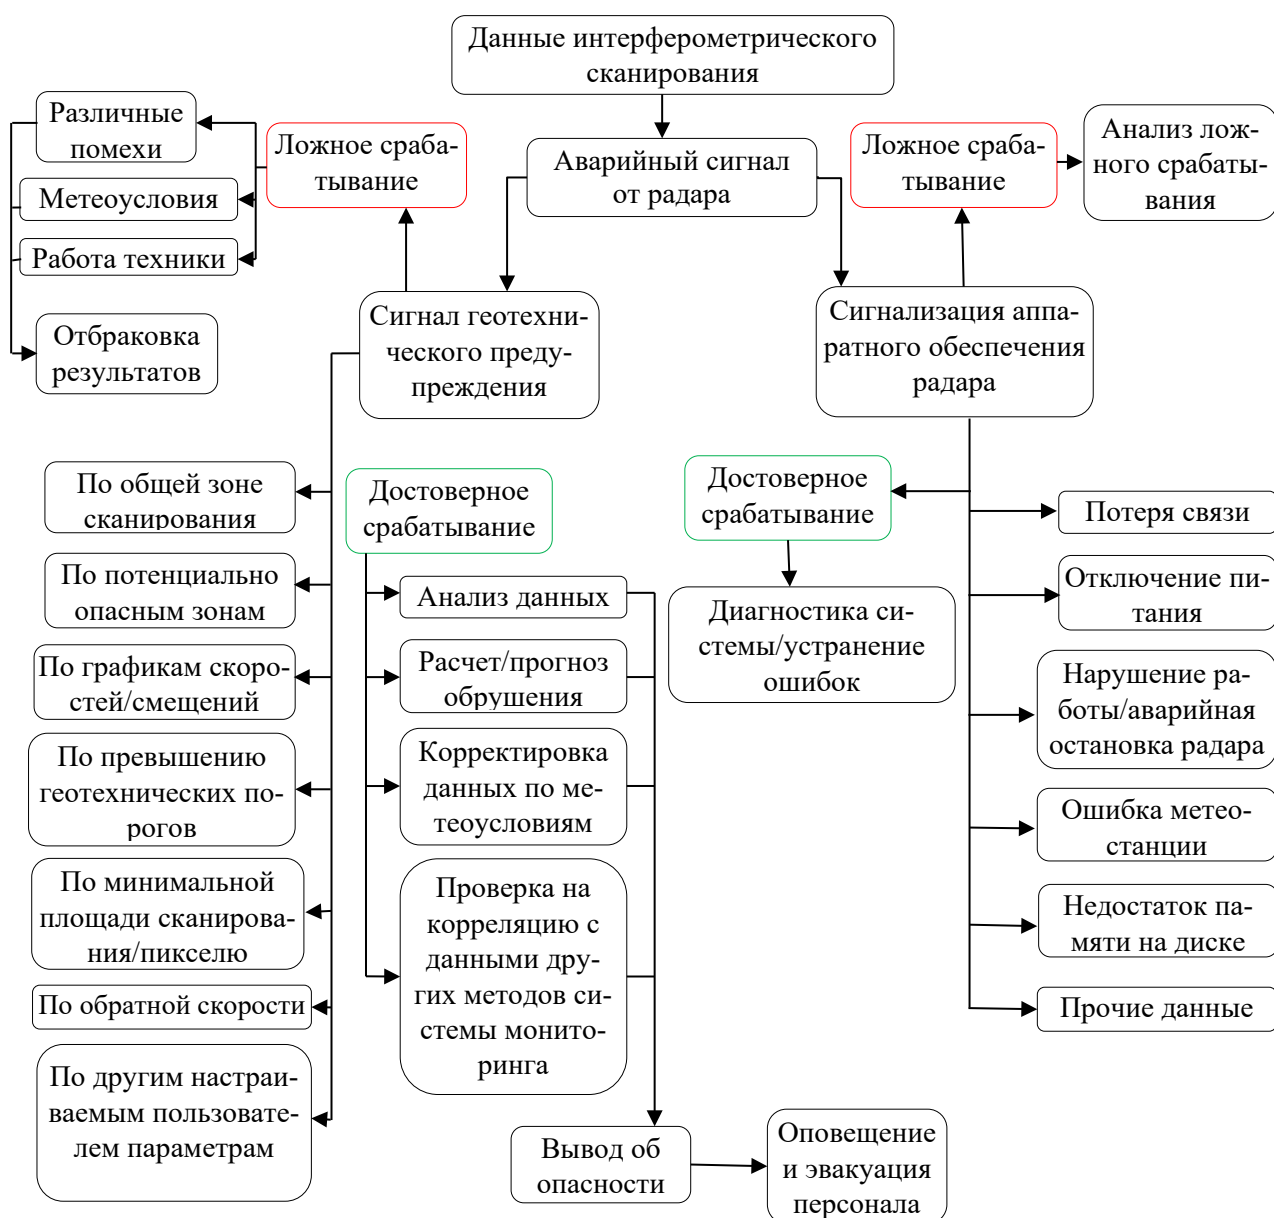 Данные интерферометрического
сканирования
Различные
помехи
Ложное сраба-
тывание
Аварийный сигнал
от радара
Ложное сраба-
тывание
Анализ лож-
ного срабаты-
вания
Метеоусловия
Работа техники
Отбраковка
результатов
Сигнал геотехни-
ческого преду-
преждения
Сигнализация аппа-
ратного обеспечения
радара
По общей зоне
сканирования
По потенциально
опасным зонам
По графикам скоро-
стей/смещений
По превышению
геотехнических по-
рогов
По минимальной
площади сканирова-
ния/пикселю
По обратной скорости
По другим настраи-
ваемым пользовате-
лем параметрам
Достоверное
срабатывание
Анализ данных
Расчет/прогноз
обрушения
Корректировка
данных по ме-
теоусловиям
Проверка на
корреляцию с
данными дру-
гих методов си-
стемы монито-
ринга
Вывод об
опасности
Оповещение
и эвакуация
персонала
Достоверное
срабатывание
Диагностика си-
стемы/устранение
ошибок
Потеря связи
Отключение пи-
тания
Нарушение ра-
боты/аварийная
остановка радара
Ошибка метео-
станции
Недостаток па-
мяти на диске
Прочие данные